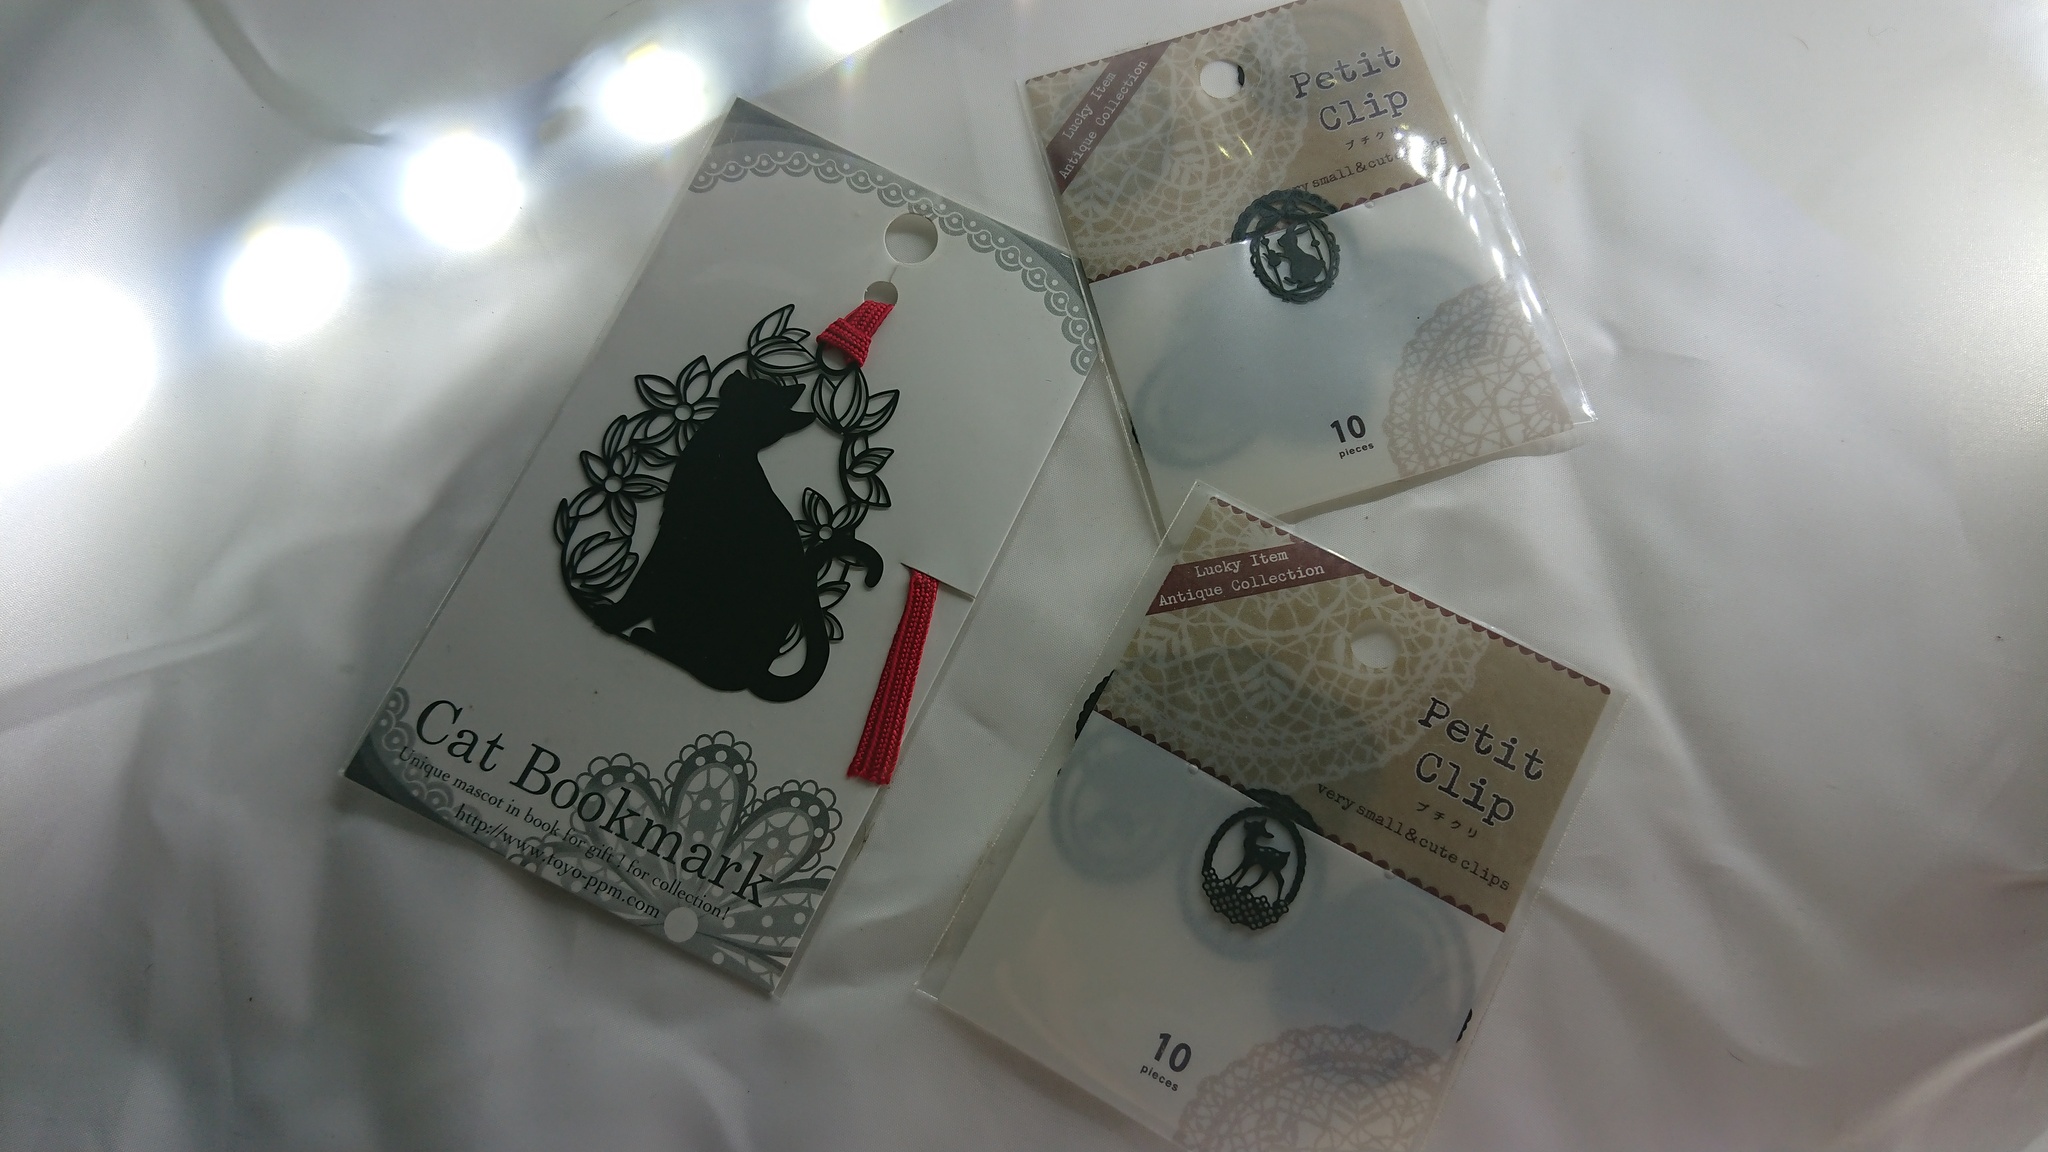 Cat Bookmark
Unique mascot in book for gift! for collection!
http://www.toyo-ppm.com
Lucky Item
Antique Collection
Petit
Clip
プチクリ
very small&cute clips
10
pieces
Lucky Item
Antique Collection
Petit
Clip
プチクリ
very small&cute clips
10
pieces